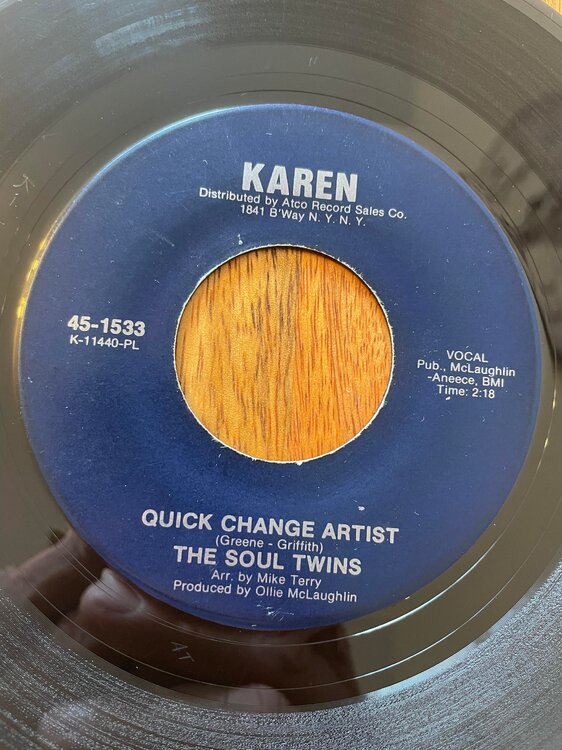 KAREN
Distributed by Atco Record Sales Co.
1841 B'Way N. Y. N. Y.
45-1533
K-11440-PL
VOCAL
Pub., McLaughlin
-Aneece, BMI
Time: 2:18
QUICK CHANGE ARTIST
(Greene - Griffith)
THE SOUL TWINS
Arr. by Mike Terry
Produced by Ollie McLaughlin
AT